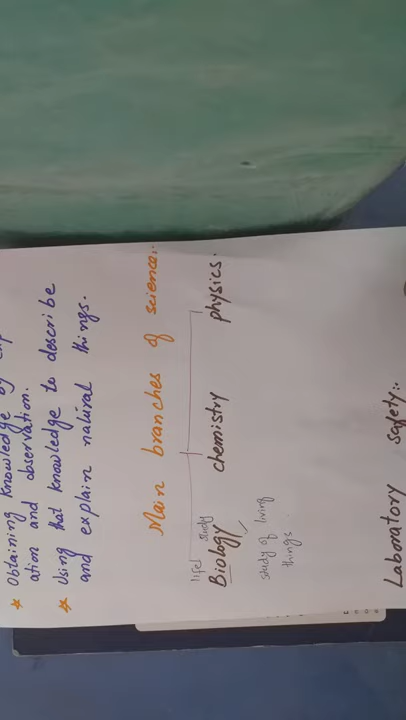 * Obtaining knowledge by
ation and observation.
* Using that knowledge to describe
and explain natural things.
Main branches of science:.
life study
Biology chemistry physics.
study of living
things.
Laboratory safety:.